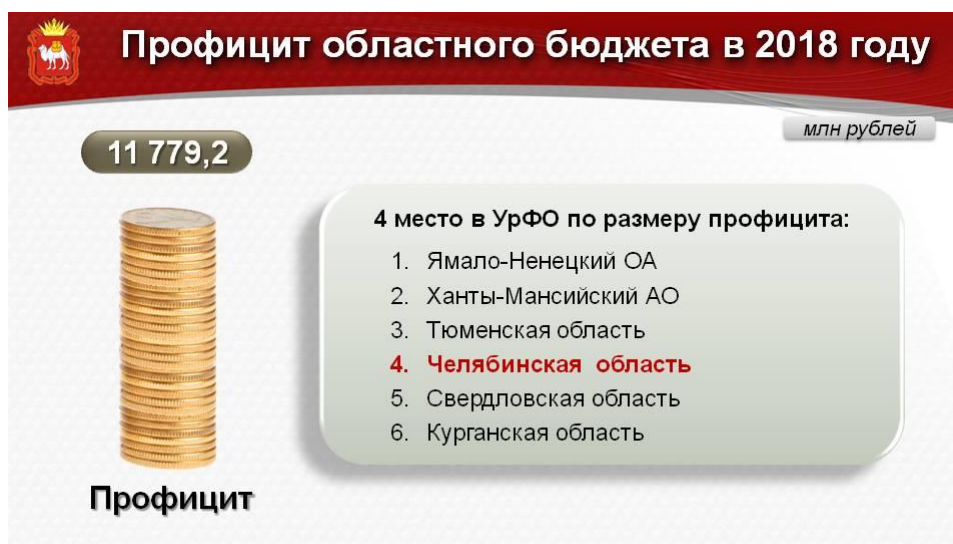 Профицит областного бюджета в 2018 году
млн рублей
11 779,2
4 место в УрФО по размеру профицита:
1. Ямало-Ненецкий ОА
2. Ханты-Мансийский АО
3. Тюменская область
4. Челябинская область
5. Свердловская область
6. Курганская область
Профицит